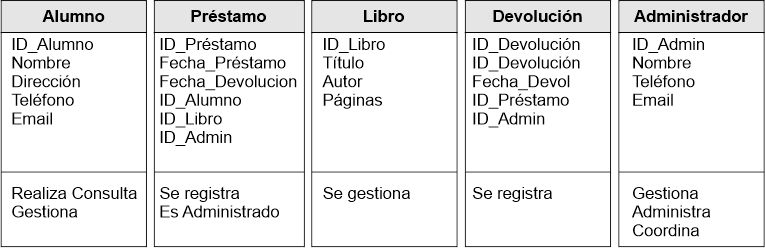 Alumno
ID_Alumno
Nombre
Dirección
Teléfono
Email
Realiza Consulta
Gestiona
Préstamo
ID_Préstamo
Fecha_Préstamo
Fecha_Devolucion
ID_Alumno
ID_Libro
ID_Admin
Se registra
Es Administrado
Libro
ID_Libro
Título
Autor
Páginas
Se gestiona
Devolución
ID_Devolución
ID_Devolución
Fecha_Devol
ID_Préstamo
ID_Admin
Se registra
Administrador
ID_Admin
Nombre
Teléfono
Email
Gestiona
Administra
Coordina